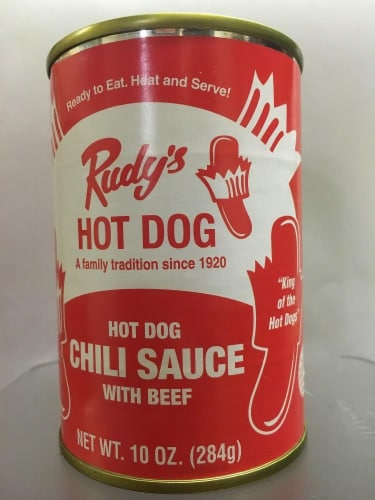 Ready to Eat. Heat and Serve!
Rudy's
HOT DOG
A family tradition since 1920
"King
of the
Hot Dogs"
HOT DOG
CHILI SAUCE
WITH BEEF
NET WT. 10 OZ. (284g)